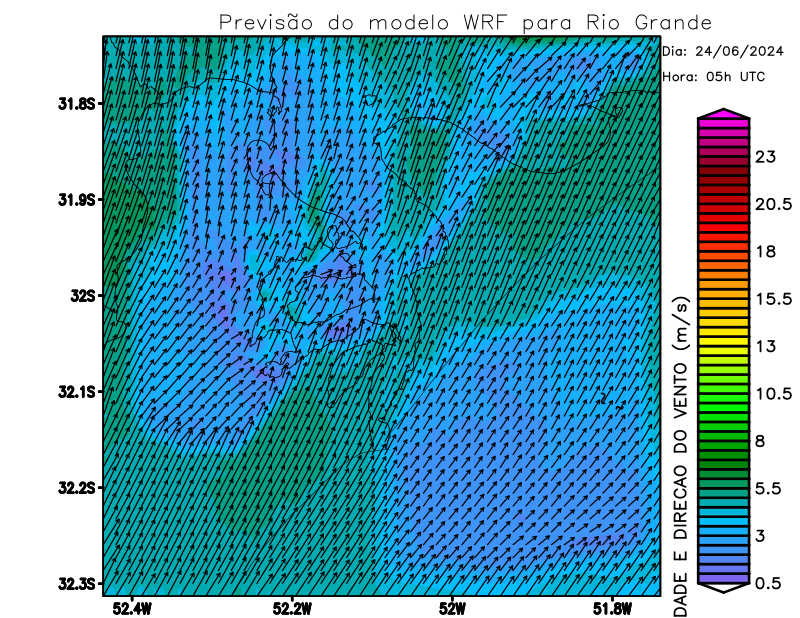 Previsão do modelo WRF para Rio Grande
Dia: 24/06/2024
Hora: 05h UTC
31.8S
31.9S
32S
32.1S
32.2S
32.3S
52.4W
52.2W
52W
51.8W
23
20.5
18
15.5
13
10.5
8
5.5
3
0.5
DADE E DIRECAO DO VENTO (m/s)